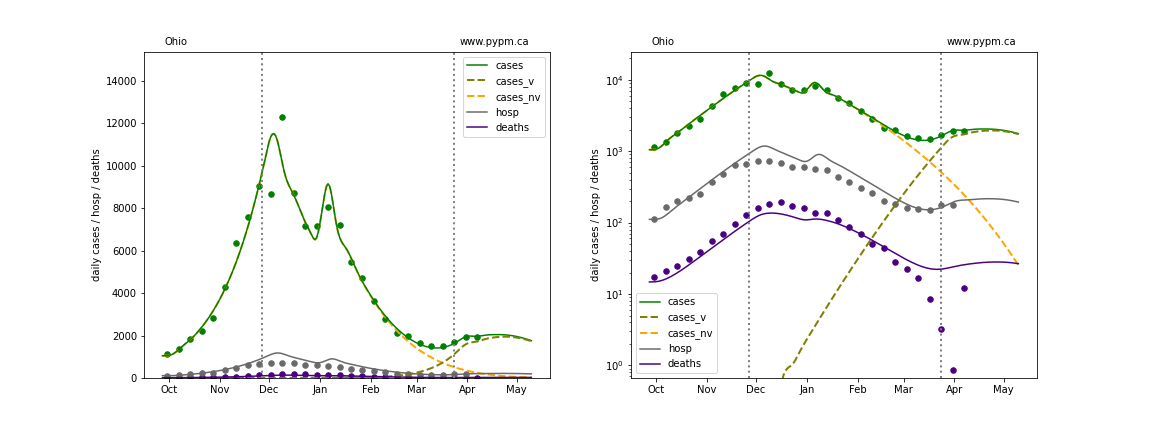 Ohio
www.pypm.ca
daily cases / hosp / deaths
14000
12000
10000
8000
6000
4000
2000
0
cases
cases_v
cases_nv
hosp
deaths
Oct Nov Dec Jan Feb Mar Apr May
Ohio
www.pypm.ca
daily cases / hosp / deaths
10⁴
10³
10²
10¹
10⁰
cases
cases_v
cases_nv
hosp
deaths
Oct Nov Dec Jan Feb Mar Apr May